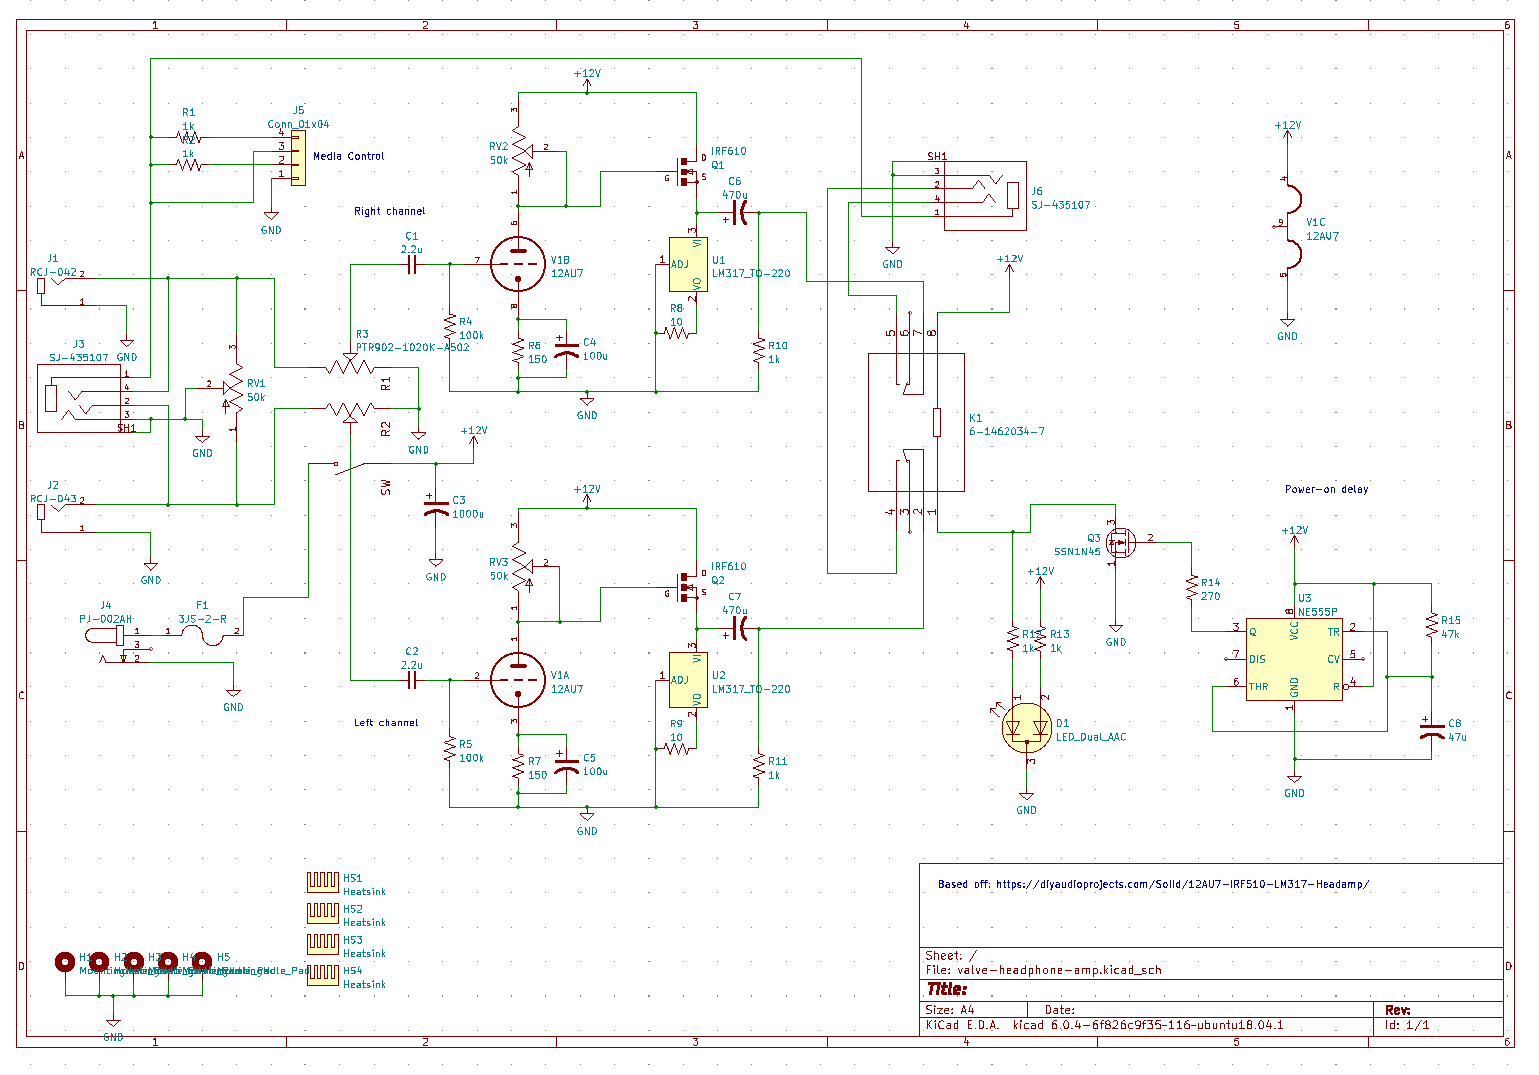 1 2 3 4 5 6
A A
B B
C C
D D
1 2 3 4 5 6
+12V
R1
1k
R2
1k
J5
Conn_01x04
4
3
2
1
Media Control
GND
Right channel
RV2
50k
3
2
1
IRF610
Q1
D
G
S
C6
470u
+
C1
2.2u
7
6
8
V1B
12AU7
3
VI
1
ADJ
VO
2
U1
LM317_TO-220
R8
10
R4
100k
R6
150
+
C4
100u
R10
1k
GND
J1
RCJ-042
2
1
GND
J3
SJ-435107
1
4
2
3
SH1
GND
RV1
50k
3
2
1
R3
PTR902-1020K-A502
R1
R2
GND
J2
RCJ-043
2
1
GND
SW
+12V
+
C3
1000u
GND
J4
PJ-002AH
1
3
2
GND
F1
3JS-2-R
1
2
+12V
RV3
50k
3
2
1
IRF610
Q2
D
G
S
C7
470u
+
C2
2.2u
2
1
3
V1A
12AU7
3
VI
1
ADJ
VO
2
U2
LM317_TO-220
R9
10
Left channel
R5
100k
R7
150
+
C5
100u
R11
1k
GND
SH1
3
2
4
1
J6
SJ-435107
GND
+12V
5
6
7
8
K1
6-1462034-7
4
3
2
1
+12V
4
9
5
V1C
12AU7
GND
Q3
SSN1N45
3
2
1
GND
+12V
R12
1k
R13
1k
1
2
3
D1
LED_Dual_AAC
GND
R14
270
Power-on delay
+12V
U3
NE555P
8
VCC
3
Q
7
DIS
6
THR
GND
1
TR
2
CV
5
R
4
R15
47k
+
C8
47u
GND
HS1
Heatsink
HS2
Heatsink
HS3
Heatsink
HS4
Heatsink
H5
GND
Based off: https://diyaudioprojects.com/Solid/12AU7-IRF510-LM317-Headamp/
Sheet: /
File: valve-headphone-amp.kicad_sch
Title:
Size: A4 Date: Rev:
KiCad E.D.A. kicad 6.0.4-6f826c9f35-116-ubuntu18.04.1 Id: 1/1